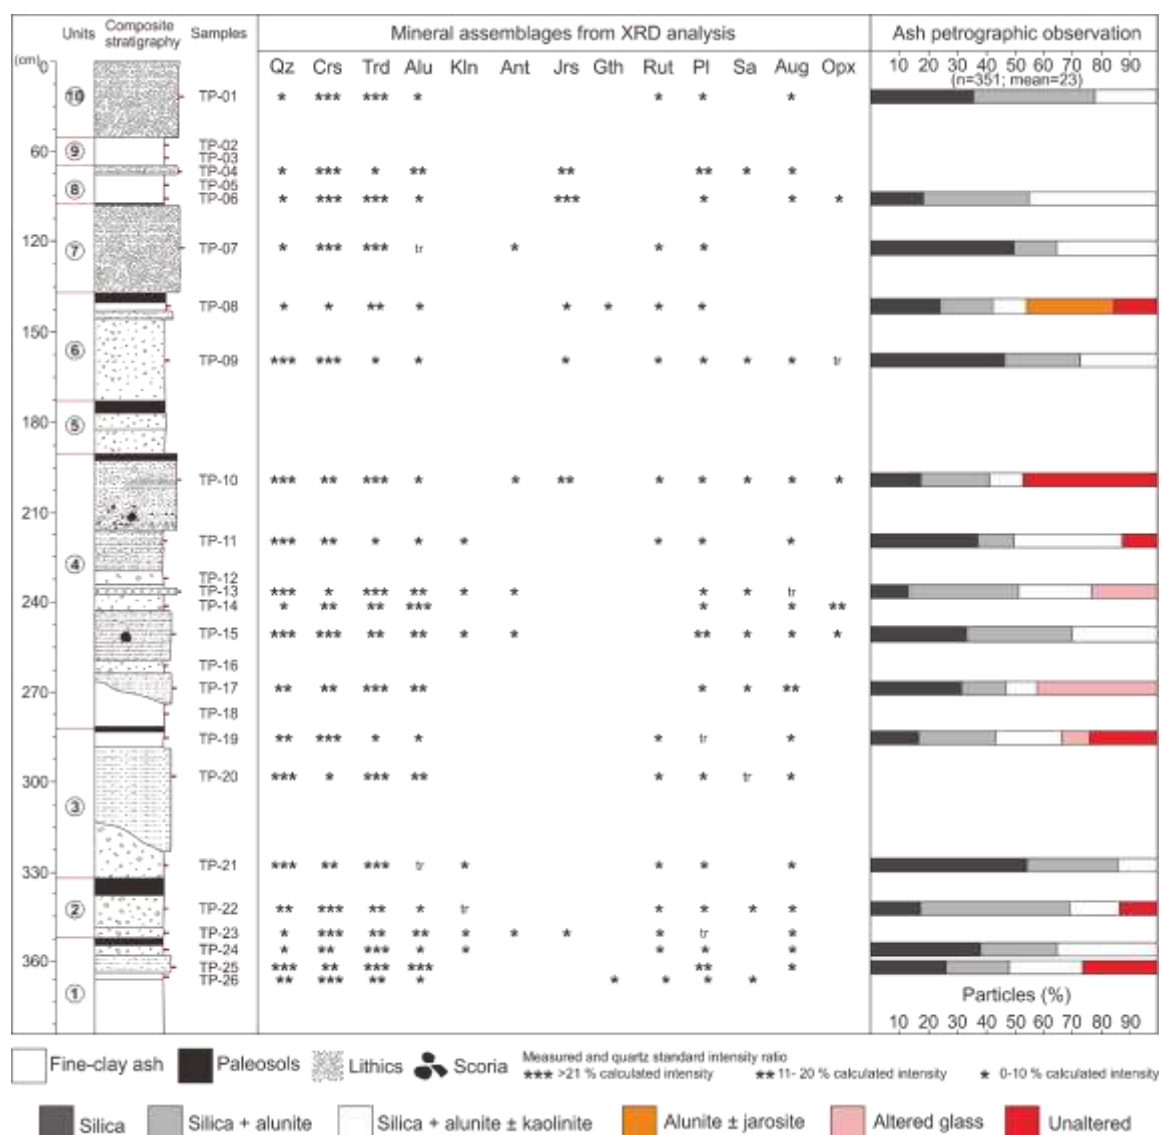 Units Composite stratigraphy Samples Mineral assemblages from XRD analysis Ash petrographic observation
(cm) Qz Crs Trd Alu Kln Ant Jrs Gth Rut Pl Sa Aug Opx 10 20 30 40 50 60 70 80 90
(n=351; mean=23)
0
10 TP-01 * *** *** * * * *
9 TP-02
60 TP-03
TP-04 * *** * ** ** ** * *
8 TP-05
TP-06 * *** *** * *** * * *
120 7 TP-07 * *** *** tr * * *
TP-08 * * ** * * * * *
150
6 TP-09 *** *** * * * * * * * tr
180 5
TP-10 *** ** *** * * ** * * * * *
210
TP-11 *** ** * * * * * *
4 TP-12
TP-13 *** * *** ** * * * * tr
240 TP-14 * ** ** *** * * **
TP-15 *** *** ** ** * * ** * * *
TP-16
270 TP-17 ** ** *** ** * * **
TP-18
TP-19 ** *** * * * tr *
300 TP-20 *** * *** ** * * tr *
3
330 TP-21 *** ** *** tr * * * *
2 TP-22 ** *** ** * tr * * * *
TP-23 * *** ** ** * * * * tr *
TP-24 * ** *** * * * * *
360 TP-25 *** ** *** *** ** *
TP-26 ** *** ** * * * * *
1
Particles (%)
10 20 30 40 50 60 70 80 90
Fine-clay ash Paleosols Lithics Scoria Measured and quartz standard intensity ratio
*** >21 % calculated intensity ** 11- 20 % calculated intensity * 0-10 % calculated intensity
Silica Silica + alunite Silica + alunite ± kaolinite Alunite ± jarosite Altered glass Unaltered